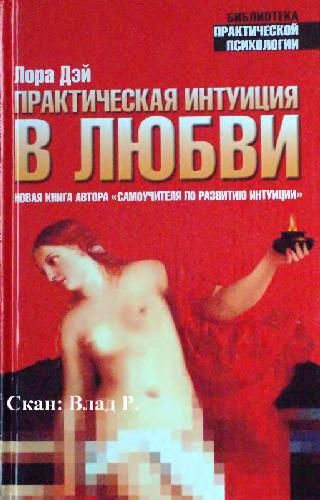 БИБЛИОТЕКА
ПРАКТИЧЕСКОЙ
ПСИХОЛОГИИ
Лора Дэй
ПРАКТИЧЕСКАЯ ИНТУИЦИЯ
В ЛЮБВИ
НОВАЯ КНИГА АВТОРА «САМОУЧИТЕЛЯ ПО РАЗВИТИЮ ИНТУИЦИИ»
Скан: Влад Р.